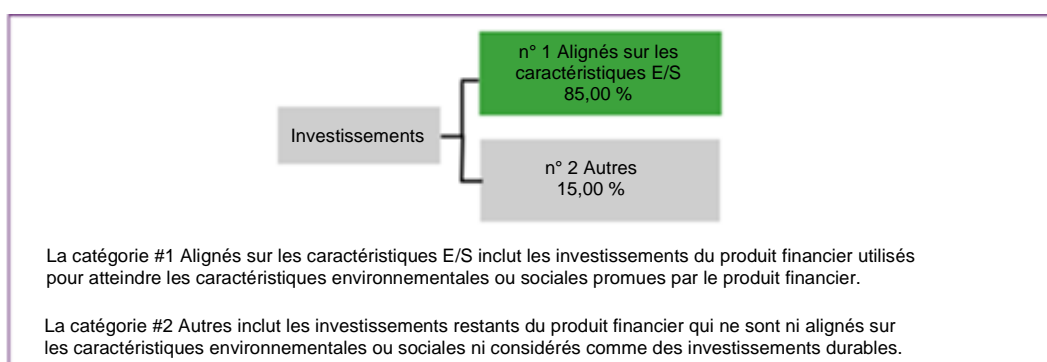 n° 1 Alignés sur les
caractéristiques E/S
85,00 %
Investissements
n° 2 Autres
15,00 %
La catégorie #1 Alignés sur les caractéristiques E/S inclut les investissements du produit financier utilisés
pour atteindre les caractéristiques environnementales ou sociales promues par le produit financier.
La catégorie #2 Autres inclut les investissements restants du produit financier qui ne sont ni alignés sur
les caractéristiques environnementales ou sociales ni considérés comme des investissements durables.